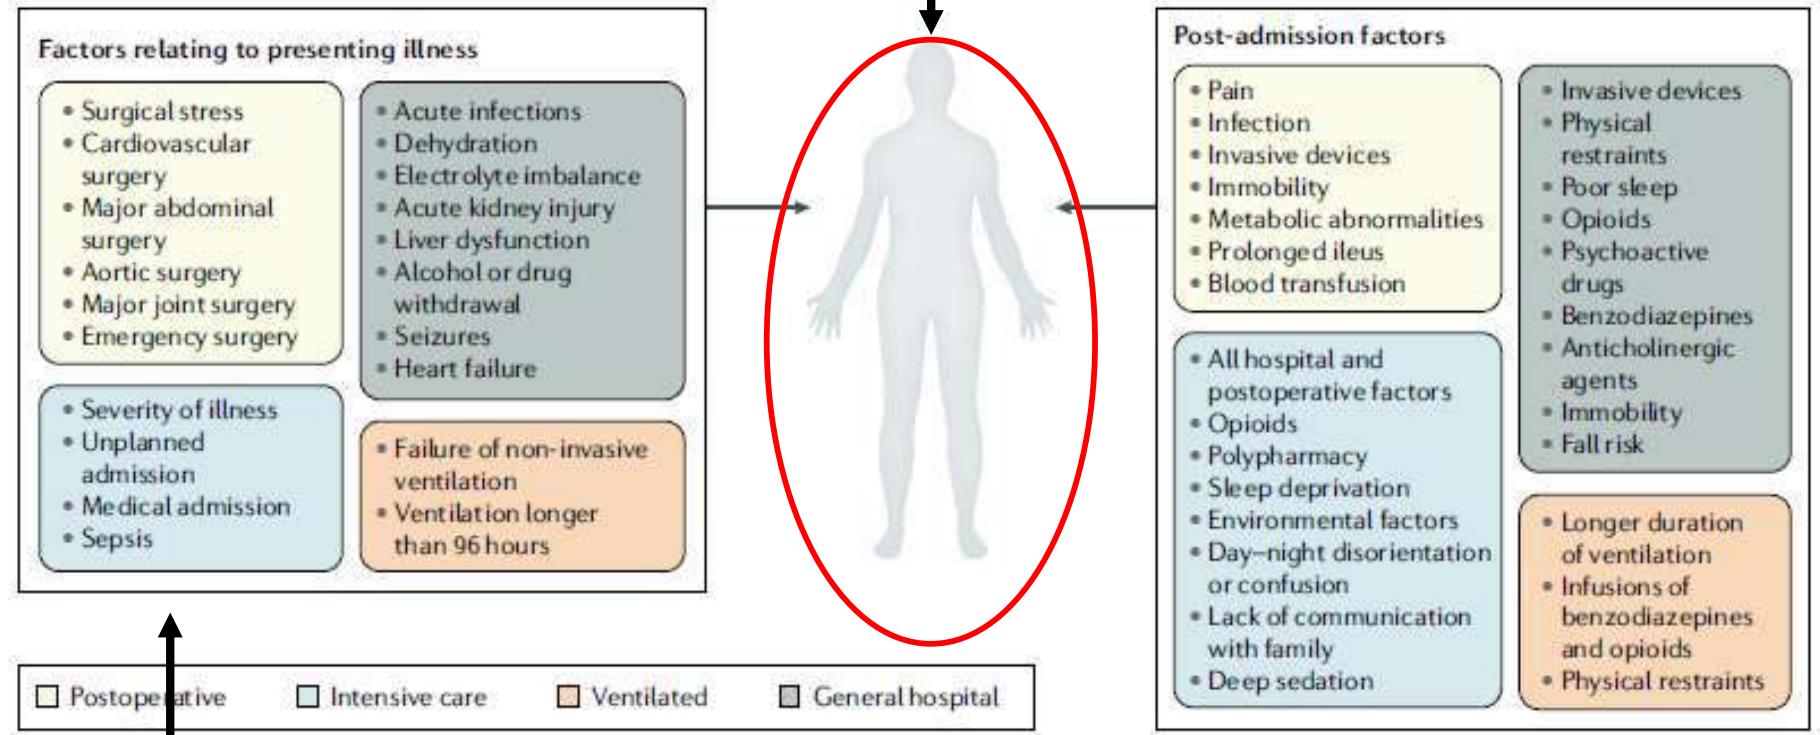 Factors relating to presenting illness
• Surgical stress
• Cardiovascular
surgery
• Major abdominal
surgery
• Aortic surgery
• Major joint surgery
• Emergency surgery
• Acute infections
• Dehydration
• Electrolyte imbalance
• Acute kidney injury
• Liver dysfunction
• Alcohol or drug
withdrawal
• Seizures
• Heart failure
• Severity of illness
• Unplanned
admission
• Medical admission
• Sepsis
• Failure of non-invasive
ventilation
• Ventilation longer
than 96 hours
Post-admission factors
• Pain
• Infection
• Invasive devices
• Immobility
• Metabolic abnormalities
• Prolonged ileus
• Blood transfusion
• Invasive devices
• Physical
restraints
• Poor sleep
• Opioids
• Psychoactive
drugs
• Benzodiazepines
• Anticholinergic
agents
• Immobility
• Fall risk
• All hospital and
postoperative factors
• Opioids
• Polypharmacy
• Sleep deprivation
• Environmental factors
• Day–night disorientation
or confusion
• Lack of communication
with family
• Deep sedation
• Longer duration
of ventilation
• Infusions of
benzodiazepines
and opioids
• Physical restraints
Postoperative
Intensive care
Ventilated
General hospital